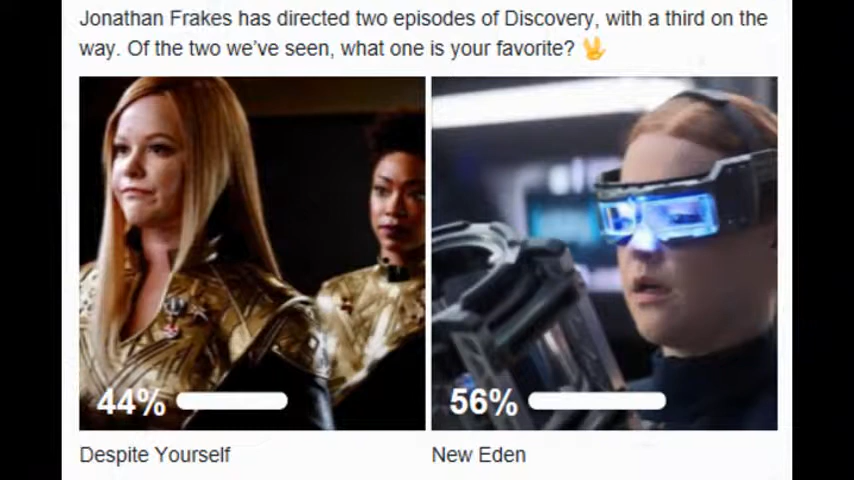 Jonathan Frakes has directed two episodes of Discovery, with a third on the
way. Of the two we've seen, what one is your favorite? 🖖
44%
56%
Despite Yourself
New Eden